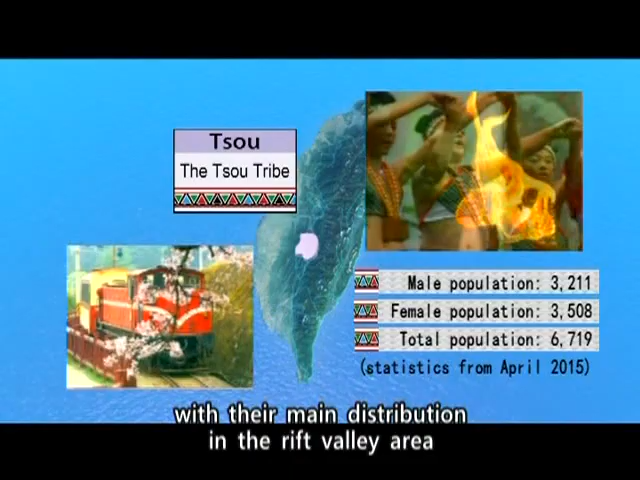 Tsou
The Tsou Tribe
Male population: 3,211
Female population: 3,508
Total population: 6,719
(statistics from April 2015)
with their main distribution
in the rift valley area